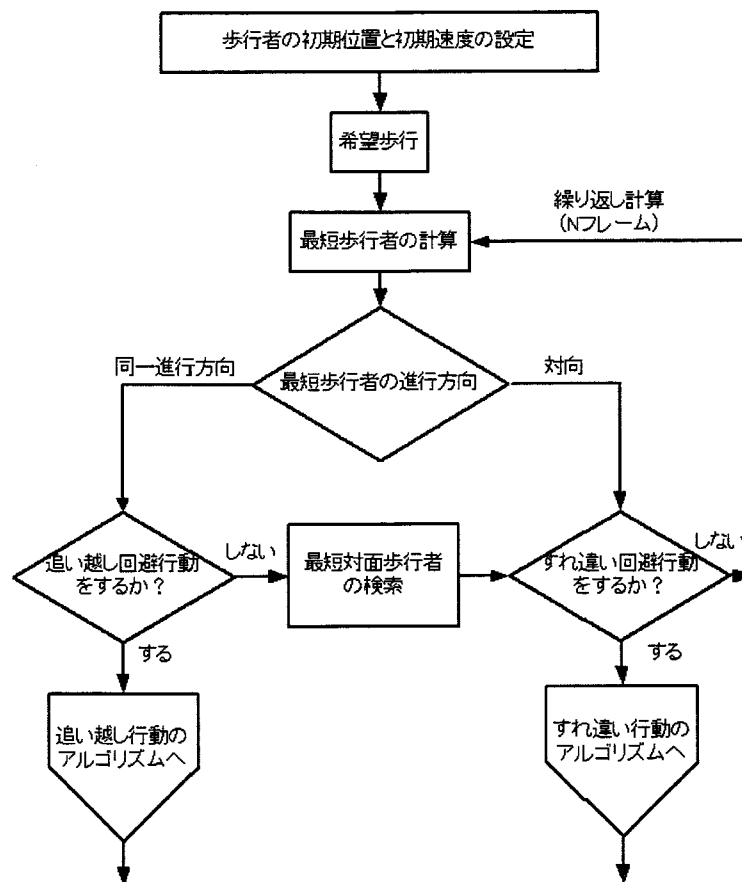 歩行者の初期位置と初期速度の設定
希望歩行
繰り返し計算
(Nフレーム)
最短歩行者の計算
同一進行方向
最短歩行者の進行方向
対向
追い越し回避行動
をするか?
しない
最短対面歩行者
の検索
すれ違い回避行動
をするか?
しない
する
する
追い越し行動の
アルゴリズムへ
すれ違い行動の
アルゴリズムへ